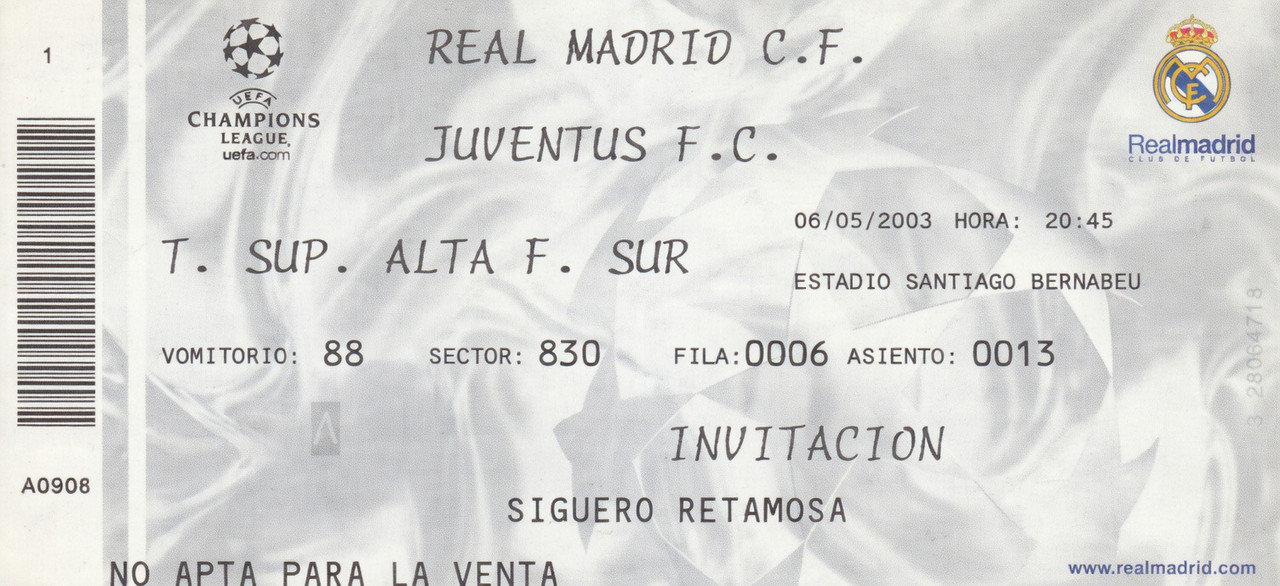 1
UEFA
CHAMPIONS
LEAGUE
uefa.com
REAL MADRID C.F.
JUVENTUS F.C.
Realmadrid
CLUB DE FUTBOL
06/05/2003 HORA: 20:45
T. SUP. ALTA F. SUR
ESTADIO SANTIAGO BERNABEU
VOMITORIO: 88 SECTOR: 830 FILA:0006 ASIENTO: 0013
3 28064718
INVITACION
A0908
SIGUERO RETAMOSA
NO APTA PARA LA VENTA
www.realmadrid.com